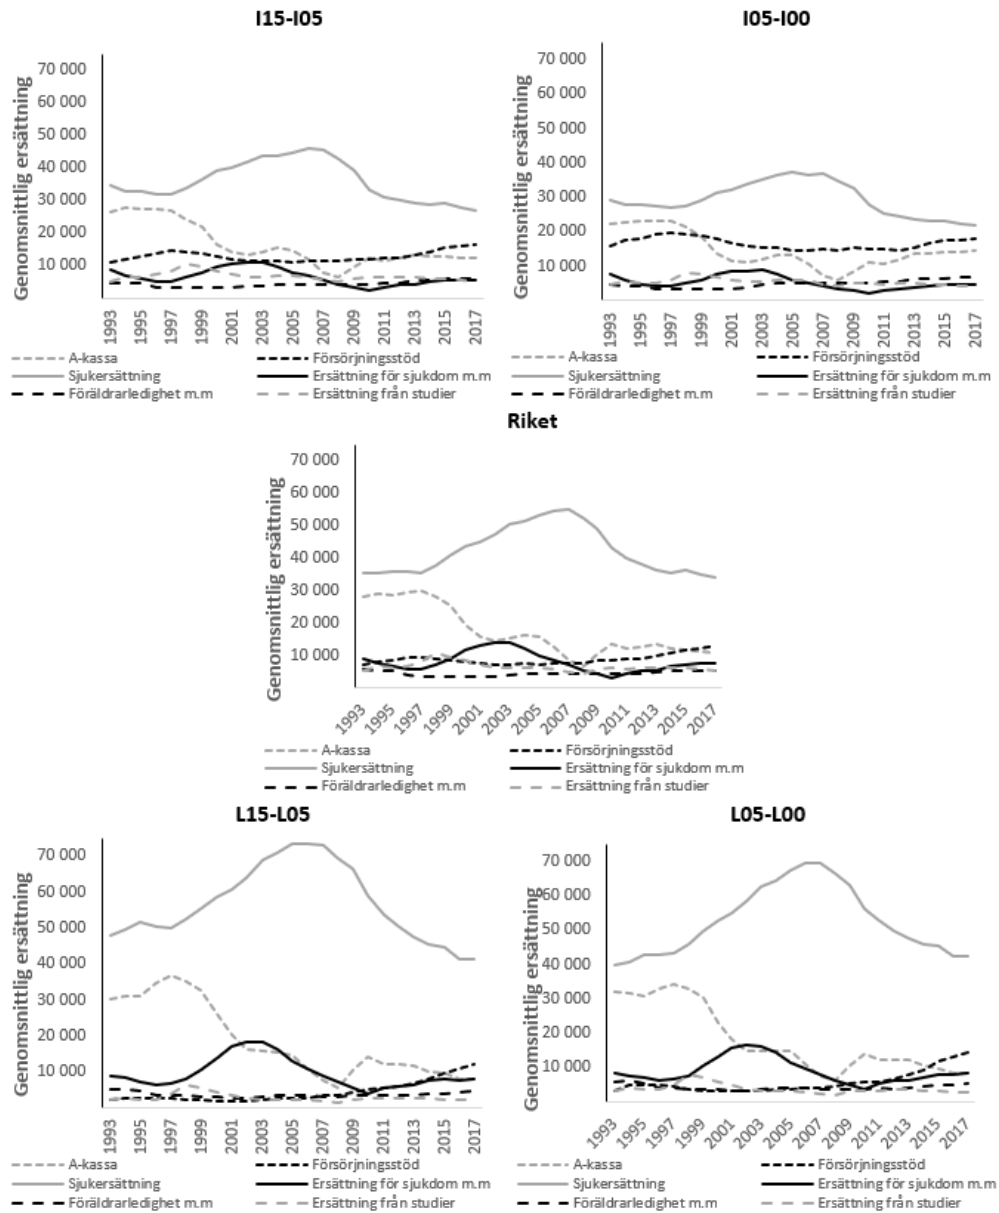 I15-I05
Genomsnittlig ersättning
70 000
60 000
50 000
40 000
30 000
20 000
10 000
1993 1995 1997 1999 2001 2003 2005 2007 2009 2011 2013 2015 2017
A-kassa Försörjningsstöd
Sjukersättning Ersättning för sjukdom m.m
Föräldrarledighet m.m Ersättning från studier
I05-I00
Genomsnittlig ersättning
70 000
60 000
50 000
40 000
30 000
20 000
10 000
1993 1995 1997 1999 2001 2003 2005 2007 2009 2011 2013 2015 2017
A-kassa Försörjningsstöd
Sjukersättning Ersättning för sjukdom m.m
Föräldrarledighet m.m Ersättning från studier
Riket
Genomsnittlig ersättning
70 000
60 000
50 000
40 000
30 000
20 000
10 000
1993 1995 1997 1999 2001 2003 2005 2007 2009 2011 2013 2015 2017
A-kassa Försörjningsstöd
Sjukersättning Ersättning för sjukdom m.m
Föräldrarledighet m.m Ersättning från studier
L15-L05
Genomsnittlig ersättning
70 000
60 000
50 000
40 000
30 000
20 000
10 000
1993 1995 1997 1999 2001 2003 2005 2007 2009 2011 2013 2015 2017
A-kassa Försörjningsstöd
Sjukersättning Ersättning för sjukdom m.m
Föräldrarledighet m.m Ersättning från studier
L05-L00
Genomsnittlig ersättning
70 000
60 000
50 000
40 000
30 000
20 000
10 000
1993 1995 1997 1999 2001 2003 2005 2007 2009 2011 2013 2015 2017
A-kassa Försörjningsstöd
Sjukersättning Ersättning för sjukdom m.m
Föräldrarledighet m.m Ersättning från studier